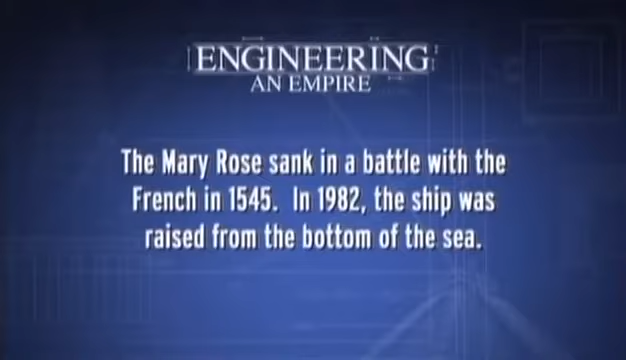 ENGINEERING
AN EMPIRE
The Mary Rose sank in a battle with the
French in 1545. In 1982, the ship was
raised from the bottom of the sea.